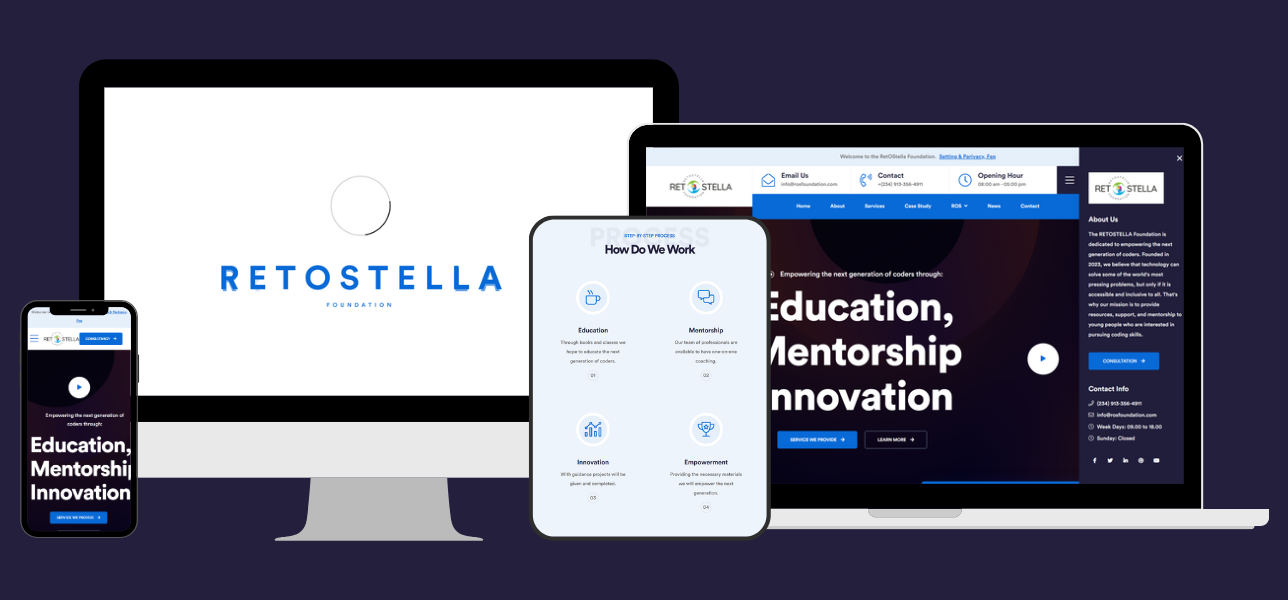 RETOSTELLA
FOUNDATION
RET STELLA
CONSULTANCY
Empowering the next generation of
coders through:
Education,
Mentorship
Innovation
SERVICE WE PROVIDE
PROCESS
STEP BY STEP PROCESS
How Do We Work
Education
Through books and classes we
hope to educate the next
generation of coders.
01
Mentorship
Our team of professionals are
available to have one-on-one
coaching.
02
Innovation
With guidance projects will be
given and completed.
03
Empowerment
Providing the necessary materials
we will empower the next
generation.
04
Welcome to the RetOStella Foundation. Setting & Parivacy, Faq
RET STELLA
Email Us
info@rosfoundation.com
Contact
+(234) 913-356-4911
Opening Hour
08:00 am -05:00 pm
Home About Services Case Study ROS News Contact
Empowering the next generation of coders through:
Education,
Mentorship
nnovation
SERVICE WE PROVIDE
LEARN MORE
RET STELLA
About Us
The RETOSTELLA Foundation is
dedicated to empowering the next
generation of coders. Founded in
2023, we believe that technology can
solve some of the world's most
pressing problems, but only if it is
accessible and inclusive to all. That's
why our mission is to provide
resources, support, and mentorship to
young people who are interested in
pursuing coding skills.
CONSULTATION
Contact Info
(234) 913-356-4911
info@rosfoundation.com
Week Days: 09.00 to 18.00
Sunday: Closed